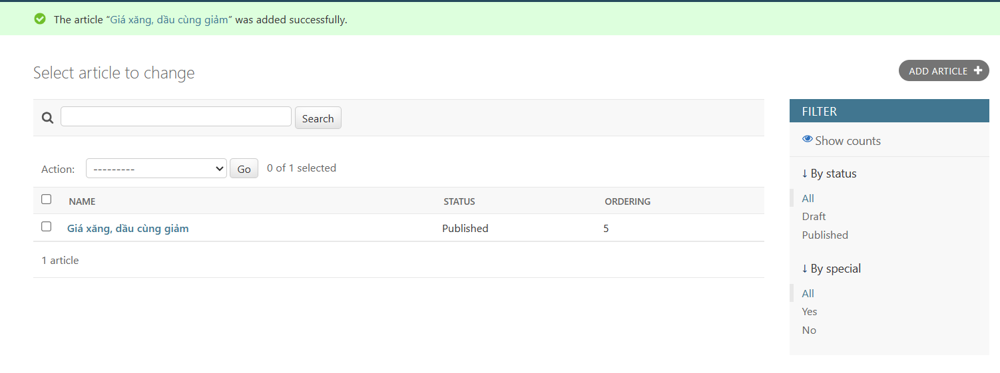 The article “Giá xăng, dầu cùng giảm” was added successfully.
Select article to change
ADD ARTICLE
Search
Action: --------- Go 0 of 1 selected
NAME STATUS ORDERING
Giá xăng, dầu cùng giảm Published 5
1 article
FILTER
Show counts
↓ By status
All
Draft
Published
↓ By special
All
Yes
No